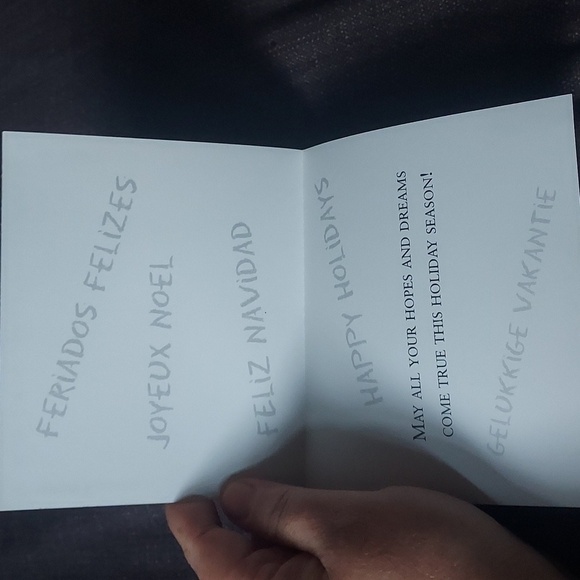 FERIADOS FELIZES
JOYEUX NOEL
FELIZ NAVIDAD
HAPPY HOLIDAYS
MAY ALL YOUR HOPES AND DREAMS
COME TRUE THIS HOLIDAY SEASON!
GELUKKIGE VAKANTIE